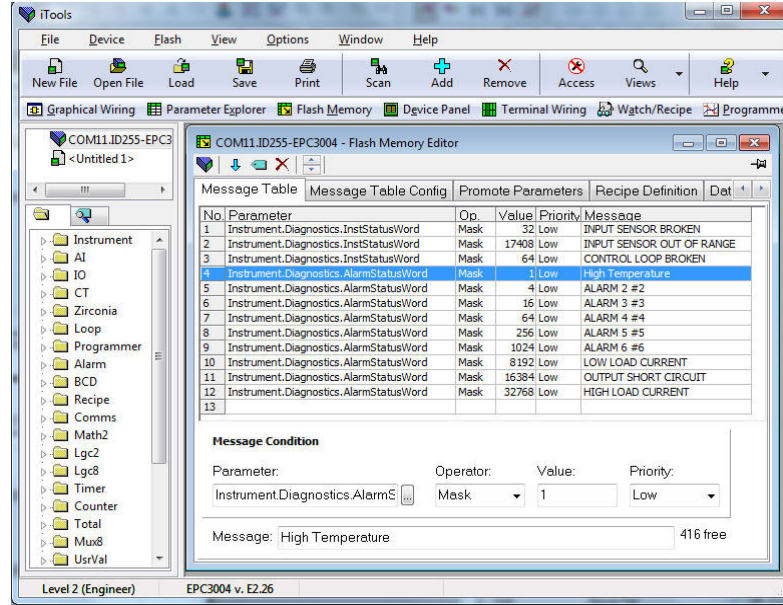 iTools
File Device Flash View Options Window Help
New File Open File Load Save Print Scan Add Remove Access Views Help
Graphical Wiring Parameter Explorer Flash Memory Device Panel Terminal Wiring Watch/Recipe Programme
COM11.ID255-EPC3
<Untitled 1>
Instrument
AI
IO
CT
Zirconia
Loop
Programmer
Alarm
BCD
Recipe
Comms
Math2
Lgc2
Lgc8
Timer
Counter
Total
Mux8
UsrVal
COM11.ID255-EPC3004 - Flash Memory Editor
Message Table Message Table Config Promote Parameters Recipe Definition Dat
No. Parameter Op. Value Priority Message
1 Instrument.Diagnostics.InstStatusWord Mask 32 Low INPUT SENSOR BROKEN
2 Instrument.Diagnostics.InstStatusWord Mask 17408 Low INPUT SENSOR OUT OF RANGE
3 Instrument.Diagnostics.InstStatusWord Mask 64 Low CONTROL LOOP BROKEN
4 Instrument.Diagnostics.AlarmStatusWord Mask 1 Low High Temperature
5 Instrument.Diagnostics.AlarmStatusWord Mask 4 Low ALARM 2 #2
6 Instrument.Diagnostics.AlarmStatusWord Mask 16 Low ALARM 3 #3
7 Instrument.Diagnostics.AlarmStatusWord Mask 64 Low ALARM 4 #4
8 Instrument.Diagnostics.AlarmStatusWord Mask 256 Low ALARM 5 #5
9 Instrument.Diagnostics.AlarmStatusWord Mask 1024 Low ALARM 6 #6
10 Instrument.Diagnostics.AlarmStatusWord Mask 8192 Low LOW LOAD CURRENT
11 Instrument.Diagnostics.AlarmStatusWord Mask 16384 Low OUTPUT SHORT CIRCUIT
12 Instrument.Diagnostics.AlarmStatusWord Mask 32768 Low HIGH LOAD CURRENT
13
Message Condition
Parameter: Operator: Value: Priority:
Instrument.Diagnostics.AlarmS ... Mask 1 Low
Message: High Temperature 416 free
Level 2 (Engineer) EPC3004 v. E2.26